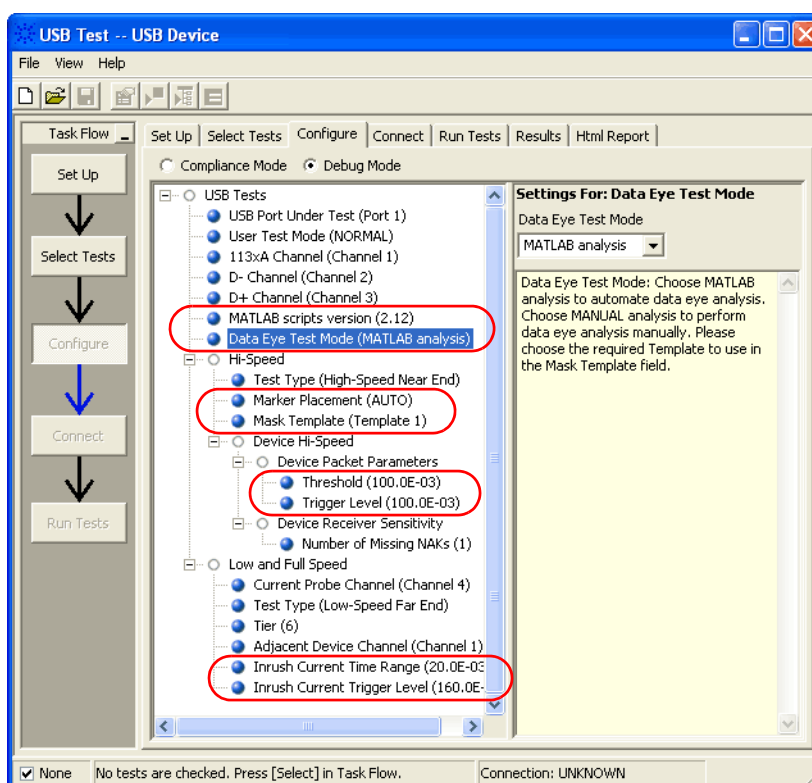 USB Test -- USB Device
File View Help
Task Flow
Set Up
Select Tests
Configure
Connect
Run Tests
Set Up Select Tests Configure Connect Run Tests Results Html Report
Compliance Mode Debug Mode
USB Tests
USB Port Under Test (Port 1)
User Test Mode (NORMAL)
113xA Channel (Channel 1)
D- Channel (Channel 2)
D+ Channel (Channel 3)
MATLAB scripts version (2.12)
Data Eye Test Mode (MATLAB analysis)
Hi-Speed
Test Type (High-Speed Near End)
Marker Placement (AUTO)
Mask Template (Template 1)
Device Hi-Speed
Device Packet Parameters
Threshold (100.0E-03)
Trigger Level (100.0E-03)
Device Receiver Sensitivity
Number of Missing NAKs (1)
Low and Full Speed
Current Probe Channel (Channel 4)
Test Type (Low-Speed Far End)
Tier (6)
Adjacent Device Channel (Channel 1)
Inrush Current Time Range (20.0E-03
Inrush Current Trigger Level (160.0E-
Settings For: Data Eye Test Mode
Data Eye Test Mode
MATLAB analysis
Data Eye Test Mode: Choose MATLAB
analysis to automate data eye analysis.
Choose MANUAL analysis to perform
data eye analysis manually. Please
choose the required Template to use in
the Mask Template field.
None No tests are checked. Press [Select] in Task Flow. Connection: UNKNOWN